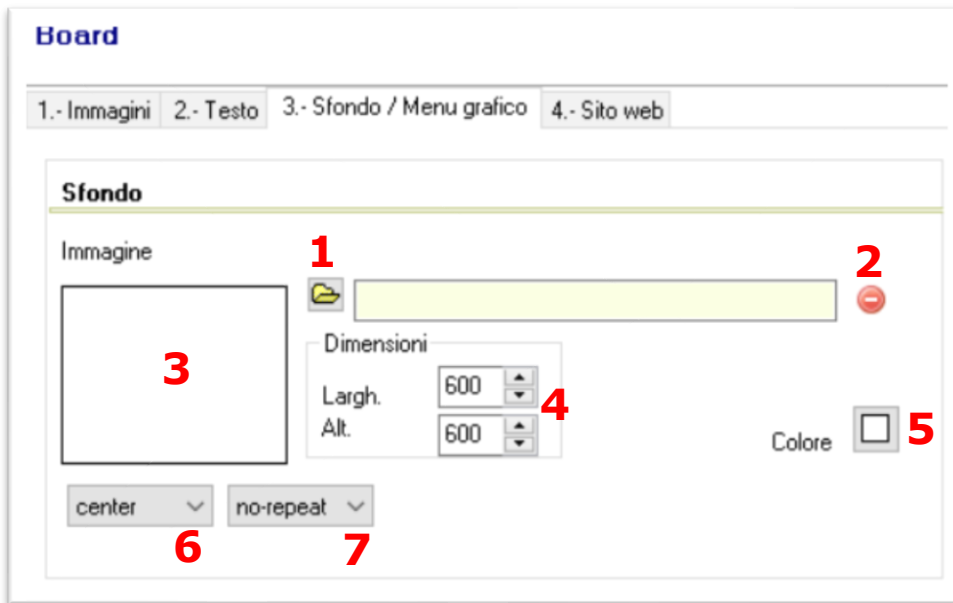 Board
1.- Immagini 2.- Testo 3.- Sfondo / Menu grafico 4.- Sito web
Sfondo
Immagine
1
2
3
Dimensioni
Largh. 600
4
Alt. 600
Colore
5
center no-repeat
6 7